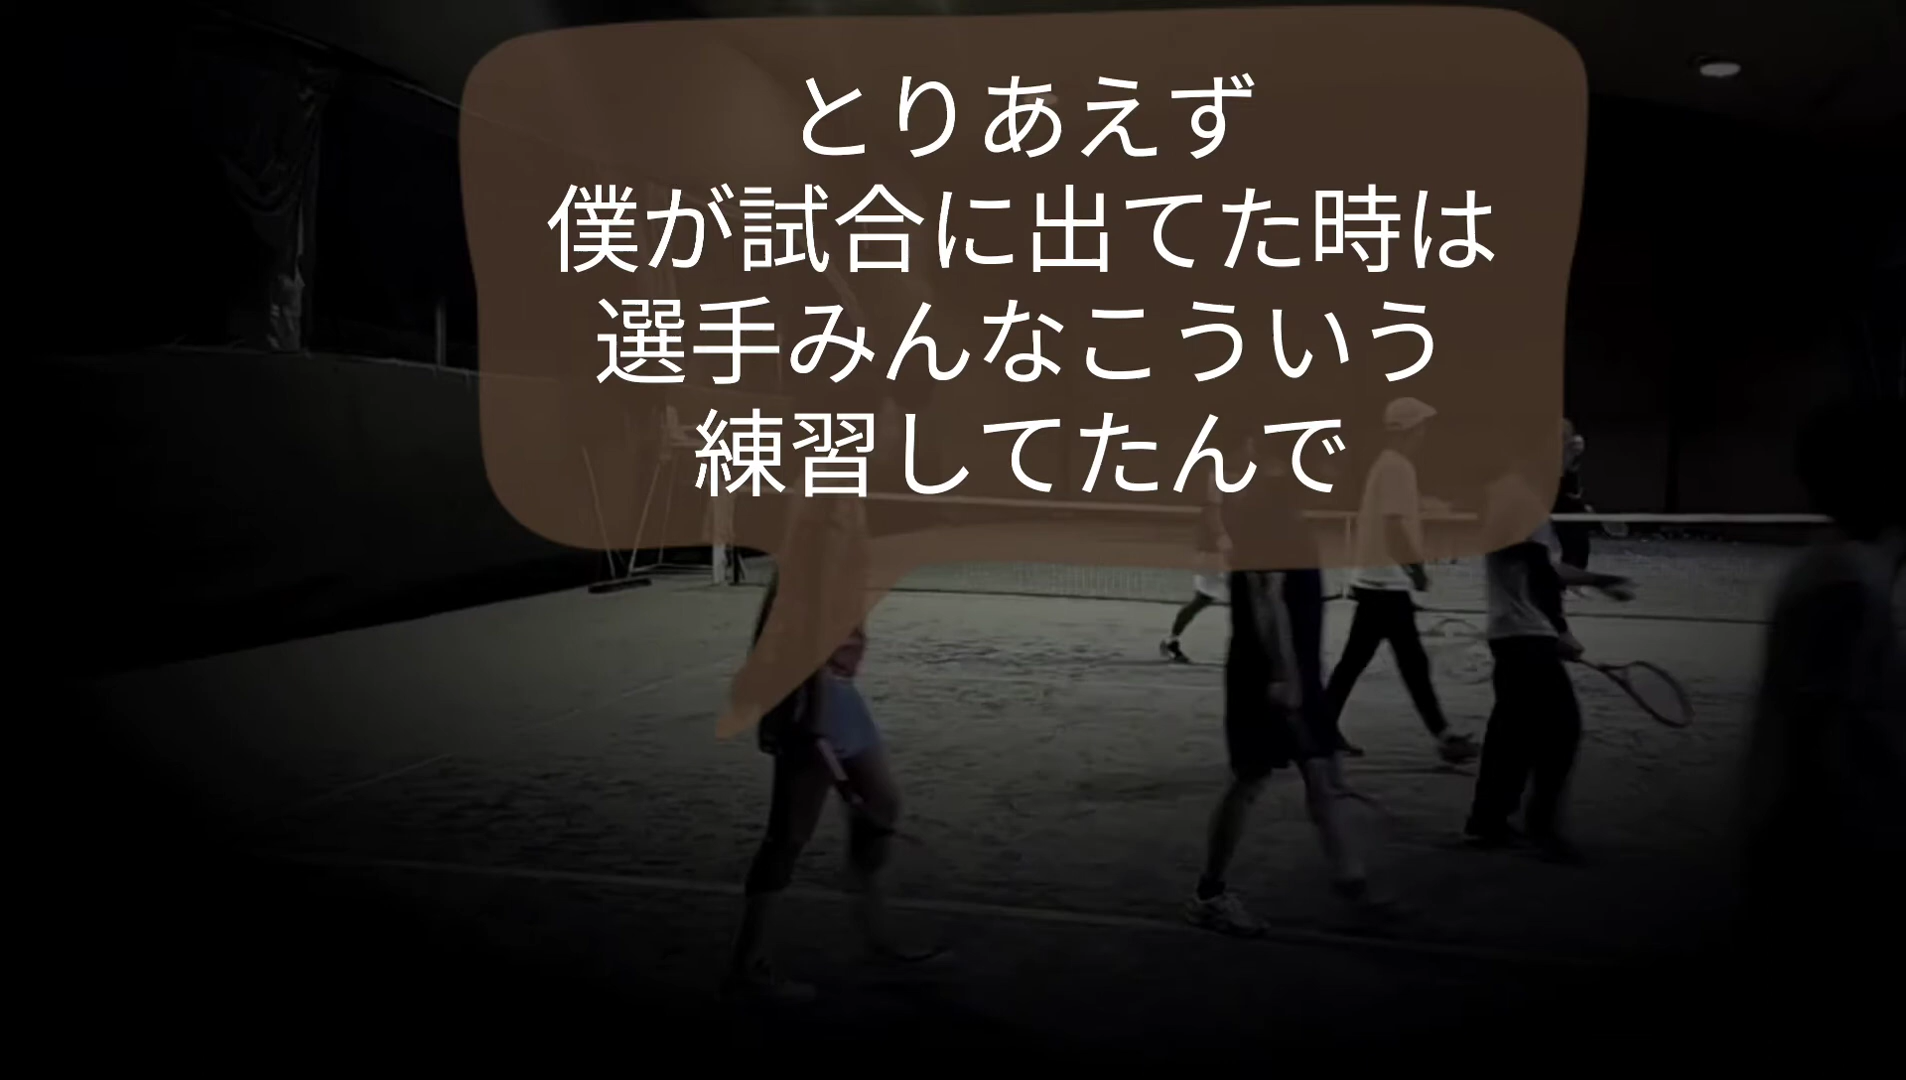 とりあえず
僕が試合に出てた時は
選手みんなこういう
練習してたんで